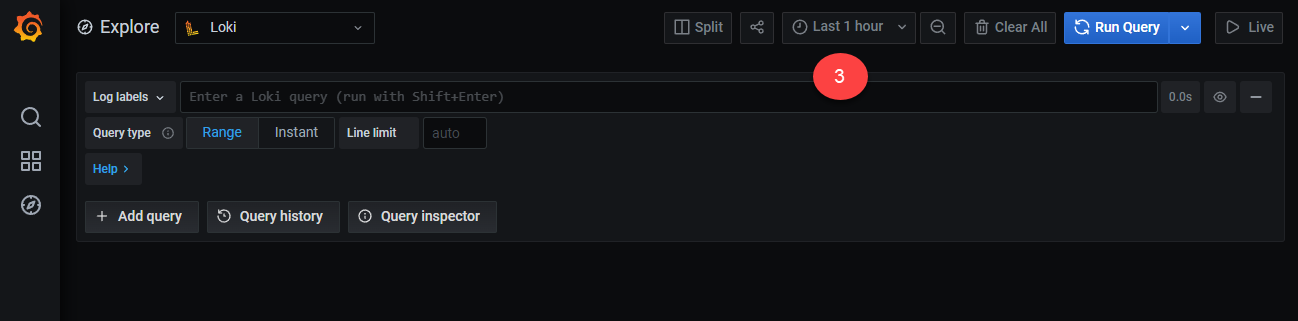 Explore Loki Split Last 1 hour Clear All Run Query Live
3
Log labels Enter a Loki query (run with Shift+Enter) 0.0s
Query type Range Instant Line limit auto
Help
Add query Query history Query inspector